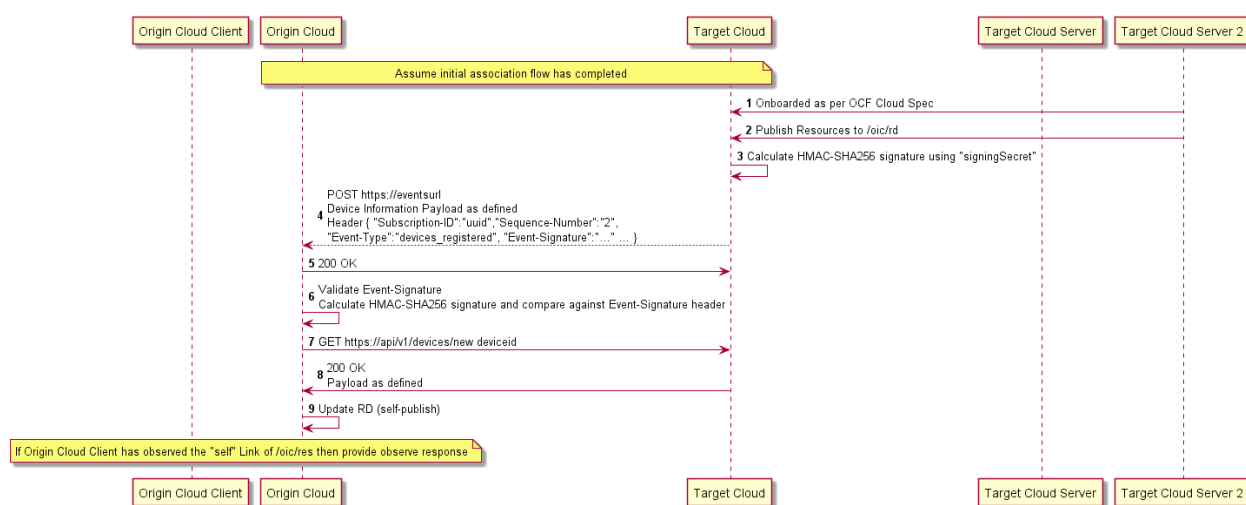 Origin Cloud Client
Origin Cloud
Target Cloud
Target Cloud Server
Target Cloud Server 2
Assume initial association flow has completed
1 Onboarded as per OCF Cloud Spec
2 Publish Resources to /oic/rd
3 Calculate HMAC-SHA256 signature using "signingSecret"
POST https://eventsurl
Device Information Payload as defined
4 Header { "Subscription-ID":"uuid","Sequence-Number":"2",
"Event-Type":"devices_registered", "Event-Signature":"..." ... }
5 200 OK
Validate Event-Signature
6 Calculate HMAC-SHA256 signature and compare against Event-Signature header
7 GET https://api/v1/devices/new deviceid
200 OK
8 Payload as defined
9 Update RD (self-publish)
If Origin Cloud Client has observed the "self" Link of /oic/res then provide observe response
Origin Cloud Client
Origin Cloud
Target Cloud
Target Cloud Server
Target Cloud Server 2